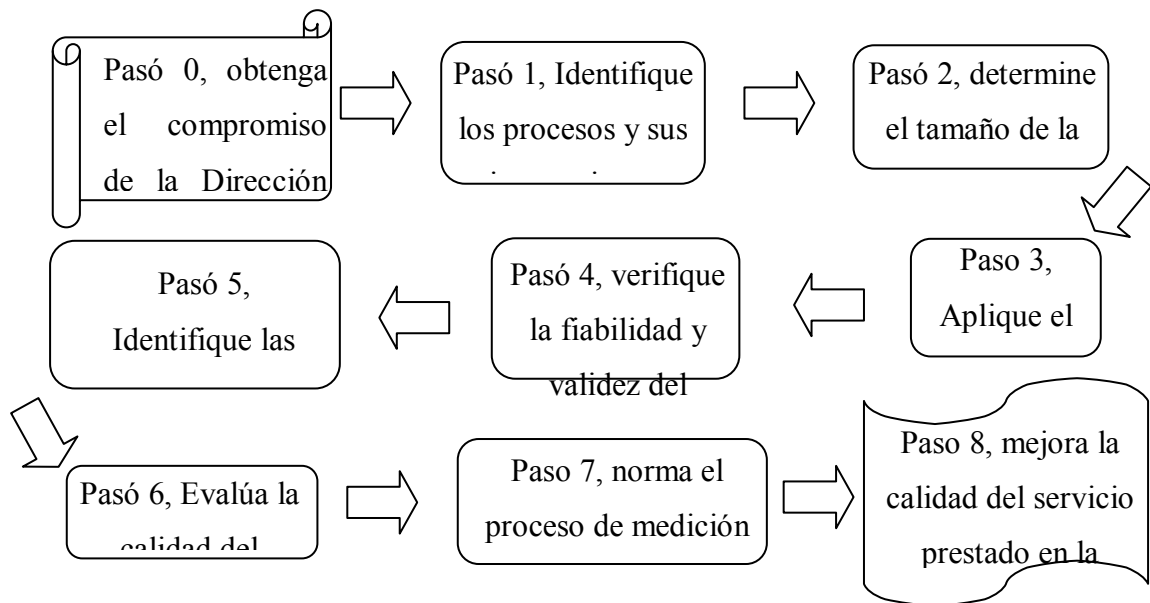 Pasó 0, obtenga
el compromiso
de la Dirección
Pasó 1, Identifique
los procesos y sus
Pasó 2, determine
el tamaño de la
Paso 3,
Aplique el
Pasó 4, verifique
la fiabilidad y
validez del
Pasó 5,
Identifique las
Pasó 6, Evalúa la
calidad del
Paso 7, norma el
proceso de medición
Paso 8, mejora la
calidad del servicio
prestado en la